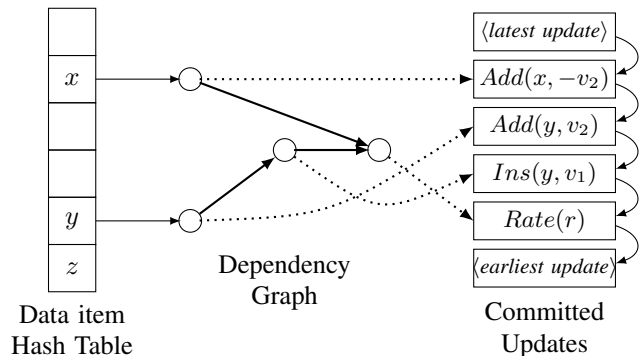 x
y
z
Data item
Hash Table
Dependency
Graph
⟨latest update⟩
Add(x, −v₂)
Add(y, v₂)
Ins(y, v₁)
Rate(r)
⟨earliest update⟩
Committed
Updates